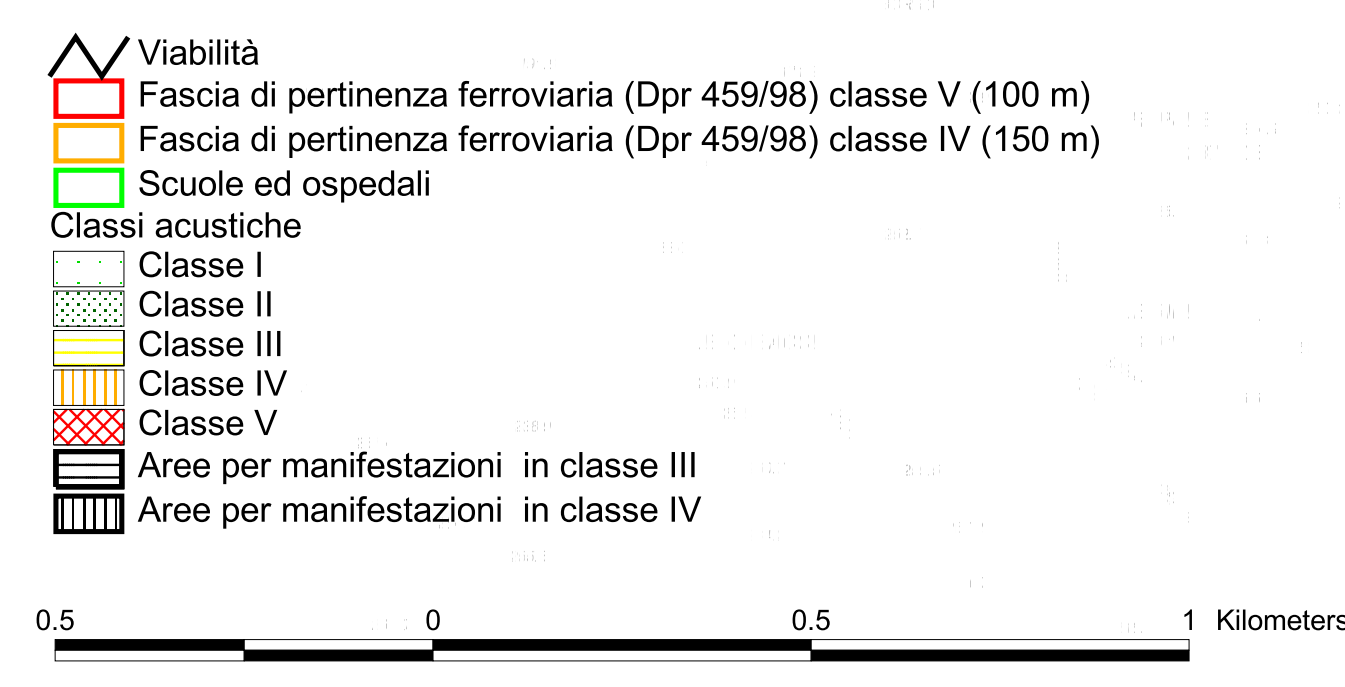 Viabilità
Fascia di pertinenza ferroviaria (Dpr 459/98) classe V (100 m)
Fascia di pertinenza ferroviaria (Dpr 459/98) classe IV (150 m)
Scuole ed ospedali
Classi acustiche
Classe I
Classe II
Classe III
Classe IV
Classe V
Aree per manifestazioni  in classe III
Aree per manifestazioni  in classe IV
0.5 0 0.5 1 Kilometers